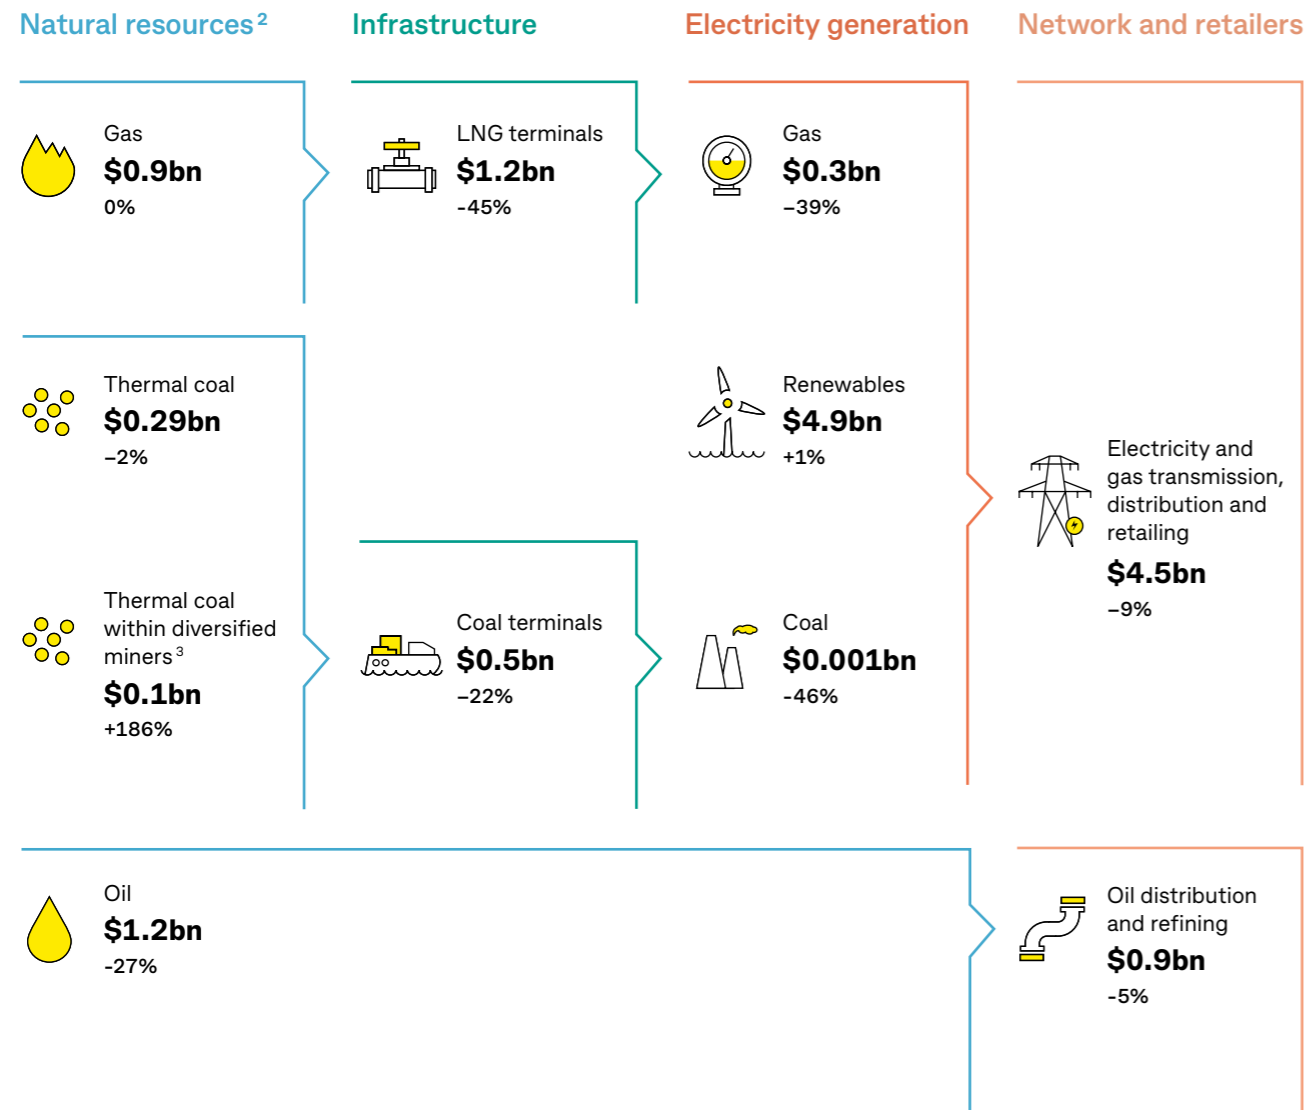 Natural resources²
Infrastructure
Electricity generation
Network and retailers
Gas
$0.9bn
0%
LNG terminals
$1.2bn
-45%
Gas
$0.3bn
–39%
Thermal coal
$0.29bn
–2%
Renewables
$4.9bn
+1%
Electricity and
gas transmission,
distribution and
retailing
$4.5bn
–9%
Thermal coal
within diversified
miners³
$0.1bn
+186%
Coal terminals
$0.5bn
–22%
Coal
$0.001bn
-46%
Oil
$1.2bn
-27%
Oil distribution
and refining
$0.9bn
-5%